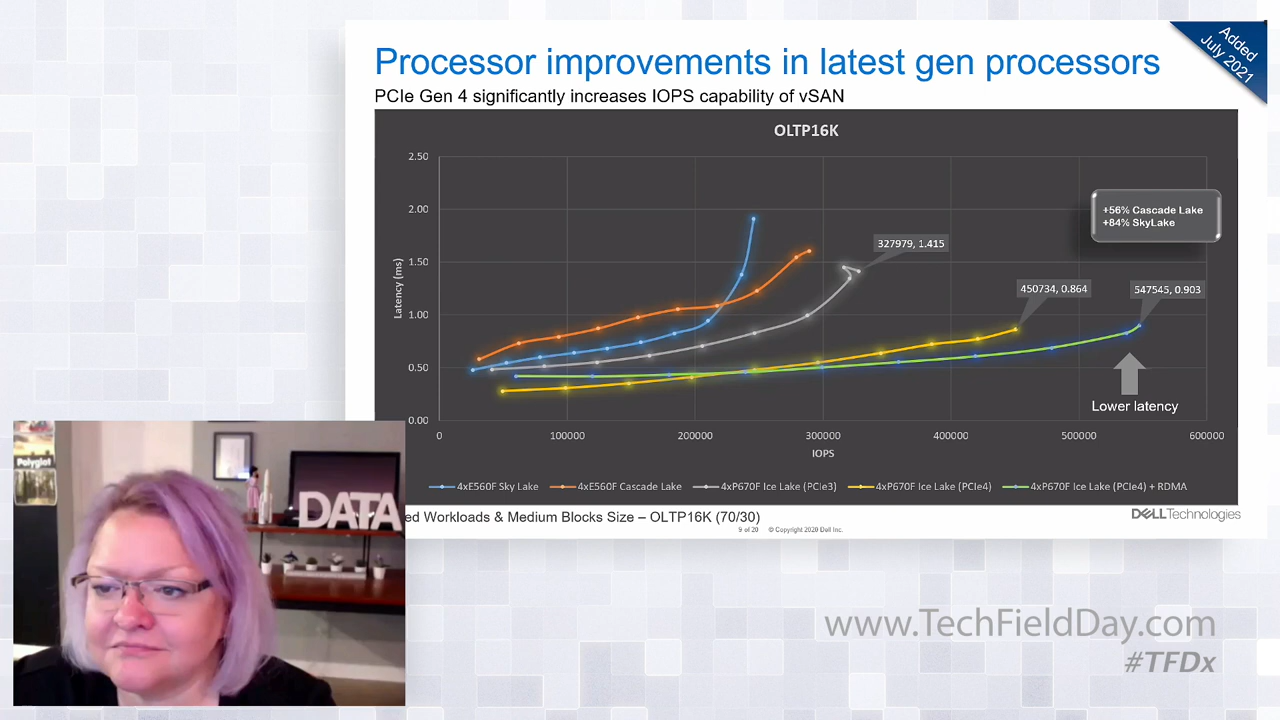 Processor improvements in latest gen processors
Added
July 2021
PCIe Gen 4 significantly increases IOPS capability of vSAN
OLTP16K
2.50
2.00
1.50
1.00
0.50
0.00
Latency (ms)
+56% Cascade Lake
+84% SkyLake
327979, 1.415
450734, 0.864
547545, 0.903
Lower latency
0 100000 200000 300000 400000 500000 600000
IOPS
4xE560F Sky Lake 4xE560F Cascade Lake 4xP670F Ice Lake (PCIe3) 4xP670F Ice Lake (PCIe4) 4xP670F Ice Lake (PCIe4) + RDMA
ed Workloads & Medium Blocks Size – OLTP16K (70/30)
9 of 20 © Copyright 2020 Dell Inc.
DELL Technologies
Polyglot
DATA
www.TechFieldDay.com
#TFDx